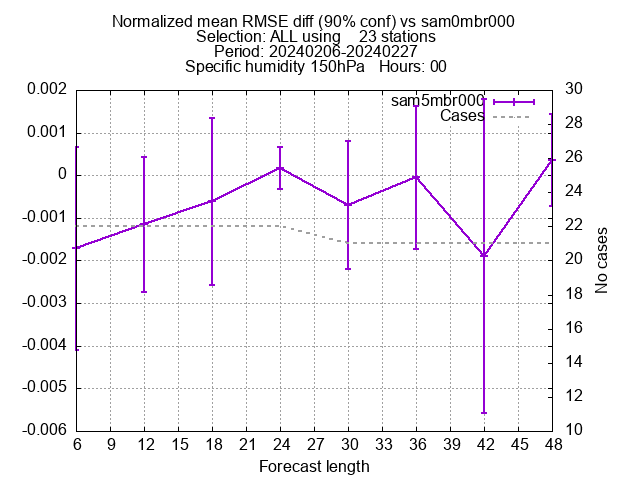 Normalized mean RMSE diff (90% conf) vs sam0mbr000
Selection: ALL using    23 stations
Period: 20240206-20240227
Specific humidity 150hPa   Hours: 00
sam5mbr000
Cases
0.002
0.001
0
-0.001
-0.002
-0.003
-0.004
-0.005
-0.006
30
28
26
24
22
20
18
16
14
12
10
No cases
6 9 12 15 18 21 24 27 30 33 36 39 42 45 48
Forecast length